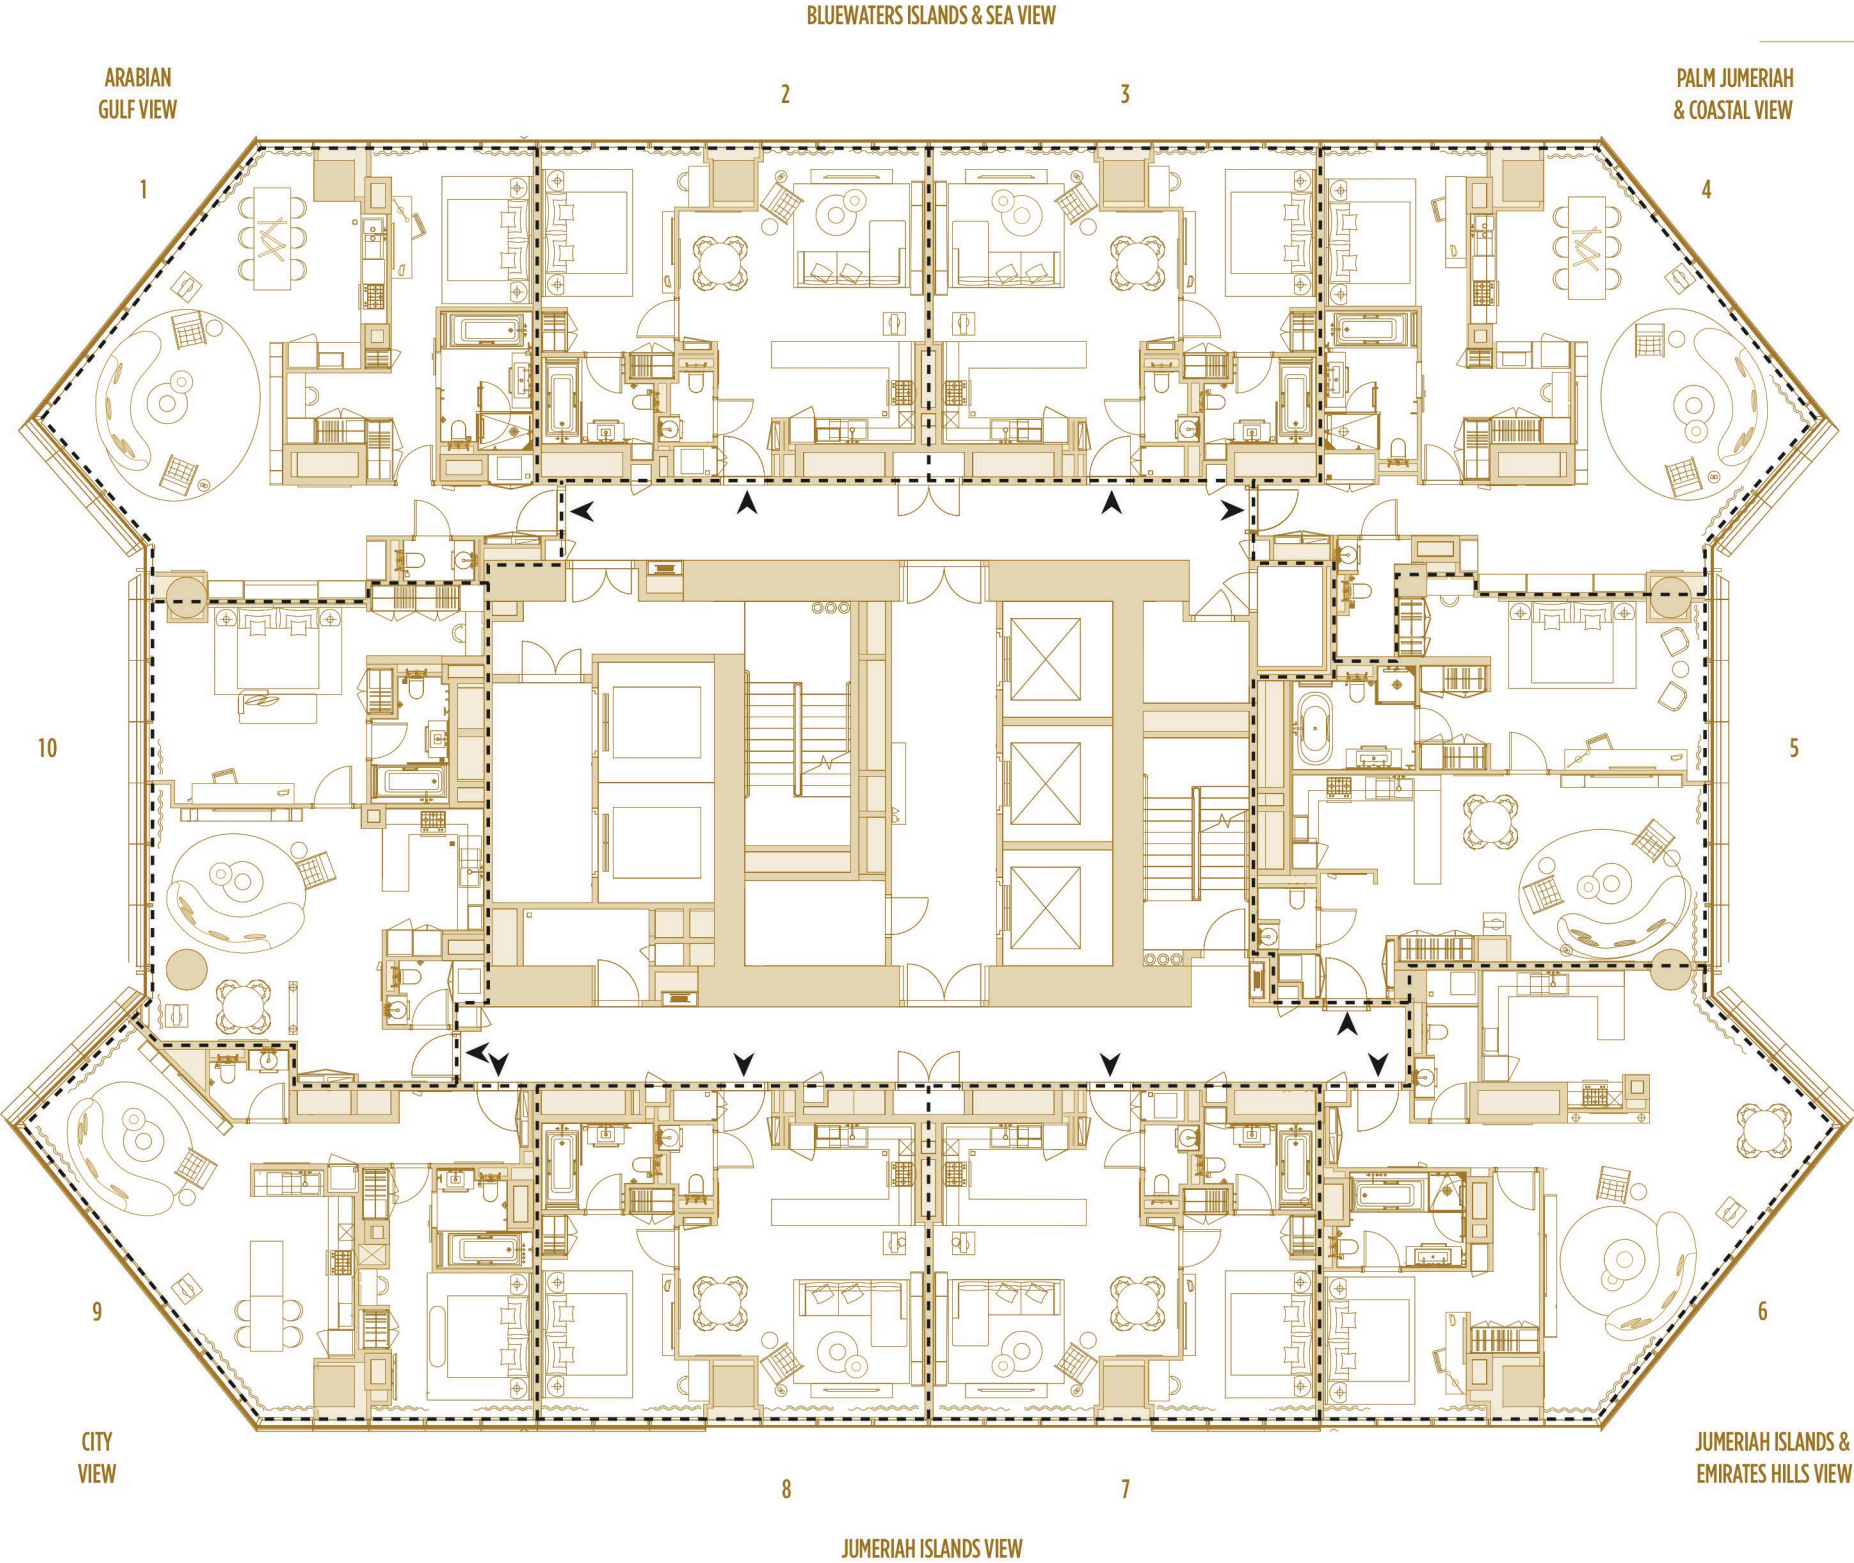 BLUEWATERS ISLANDS & SEA VIEW
ARABIAN
GULF VIEW
2
3
PALM JUMERIAH
& COASTAL VIEW
1
4
10
5
9
6
CITY
VIEW
8
7
JUMERIAH ISLANDS &
EMIRATES HILLS VIEW
JUMERIAH ISLANDS VIEW